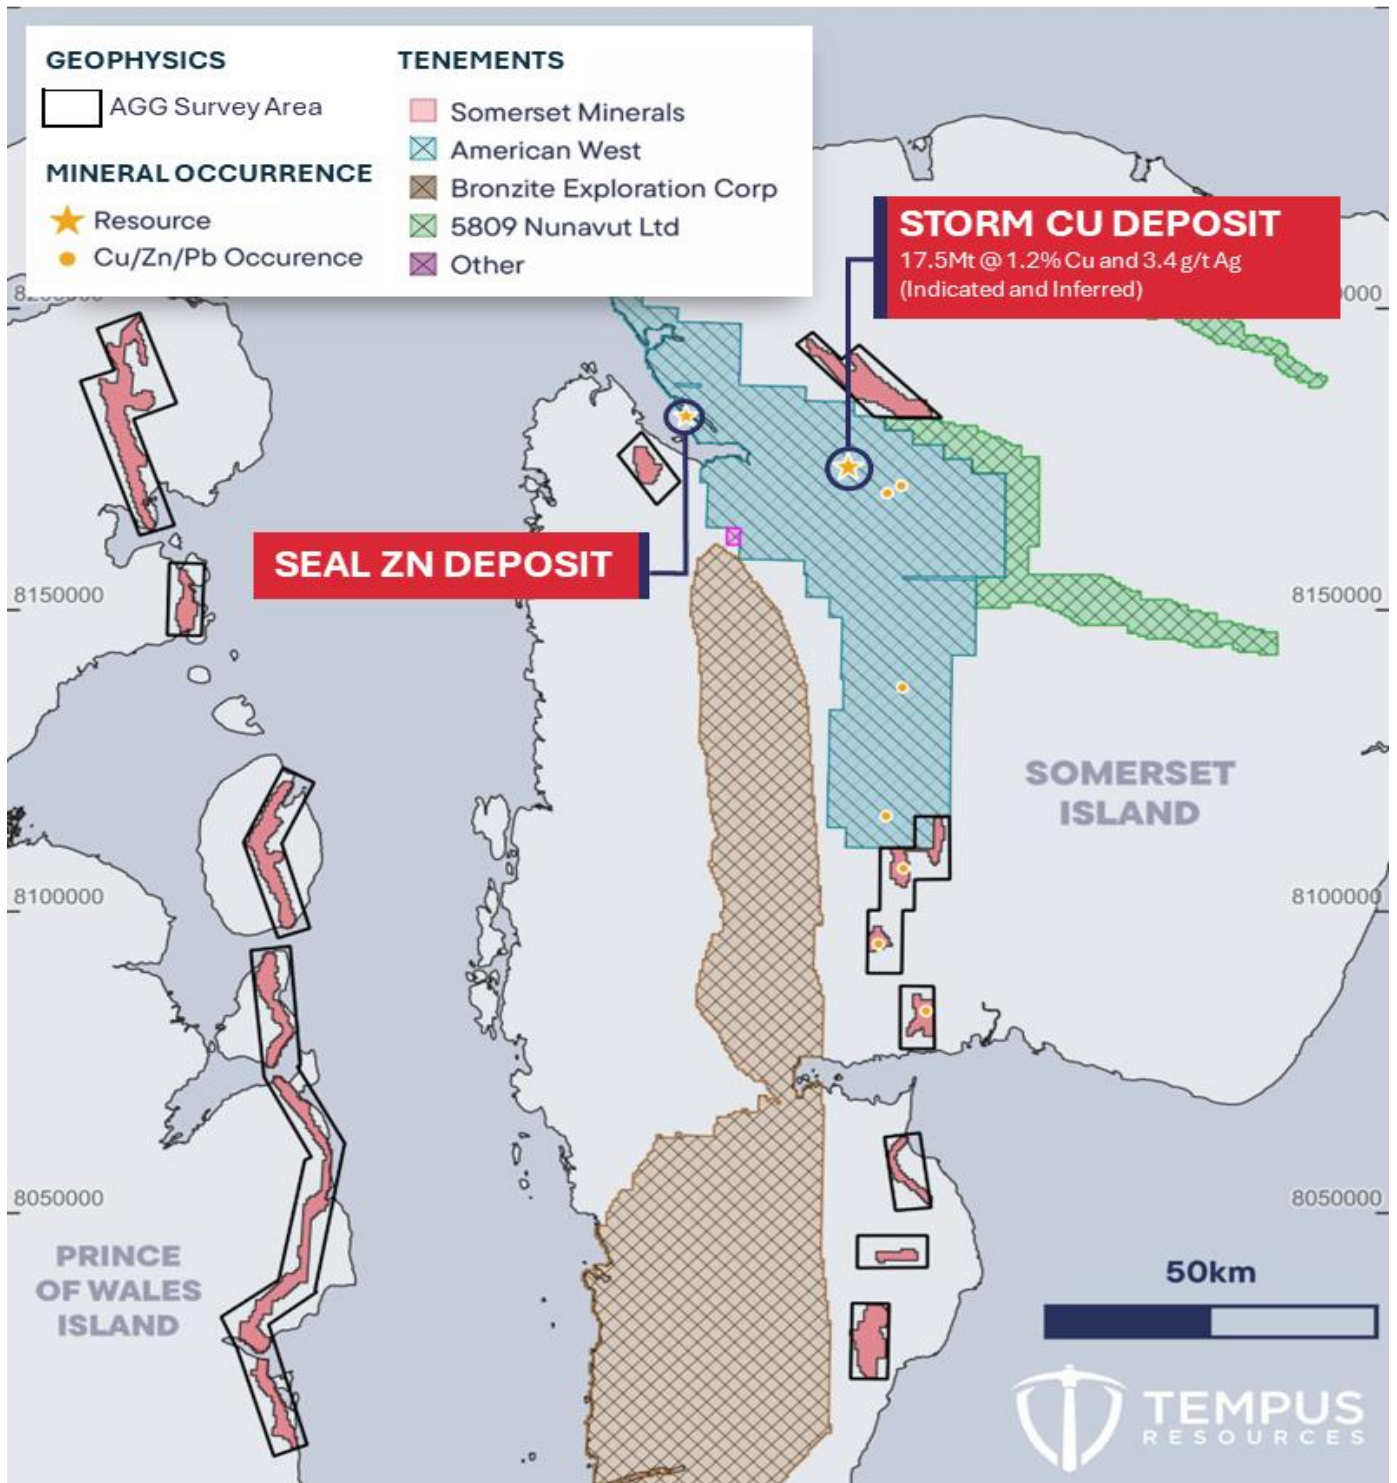 GEOPHYSICS
AGG Survey Area
MINERAL OCCURRENCE
Resource
Cu/Zn/Pb Occurence
TENEMENTS
Somerset Minerals
American West
Bronzite Exploration Corp
5809 Nunavut Ltd
Other
STORM CU DEPOSIT
17.5Mt @ 1.2% Cu and 3.4 g/t Ag
(Indicated and Inferred)
SEAL ZN DEPOSIT
8150000
8150000
SOMERSET
ISLAND
8100000
8100000
8050000
8050000
PRINCE
OF WALES
ISLAND
50km
TEMPUS
RESOURCES